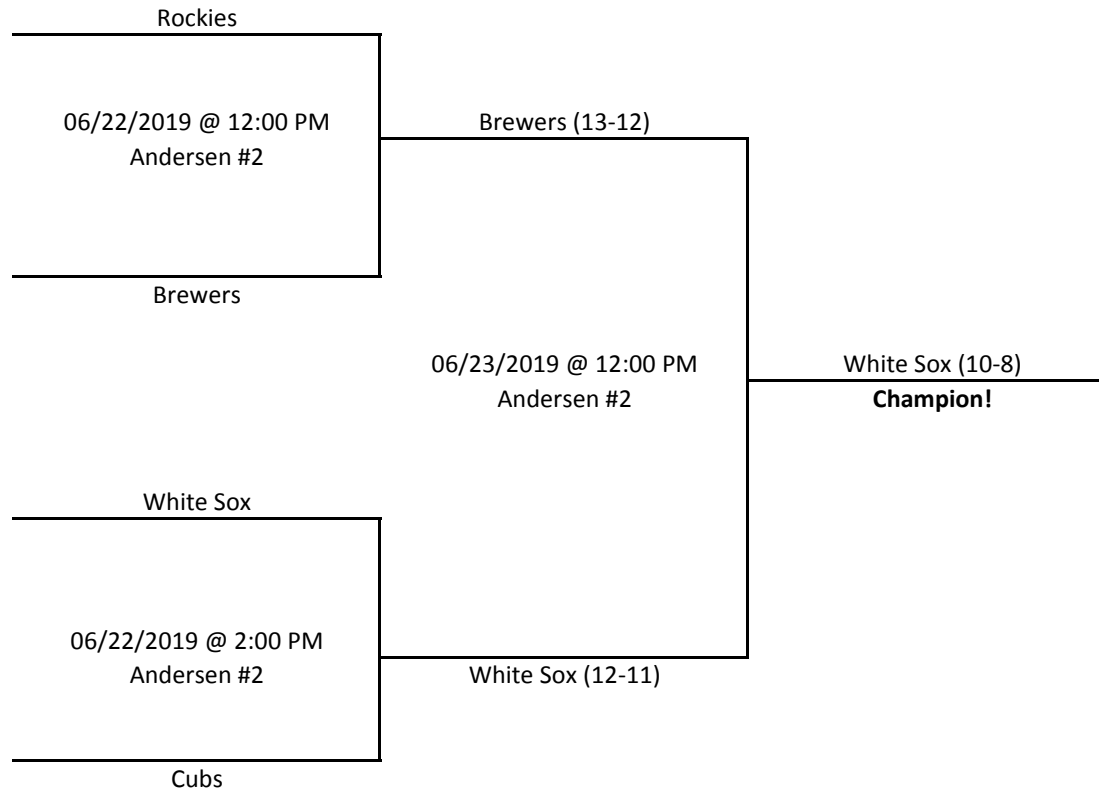 Rockies
06/22/2019 @ 12:00 PM
Andersen #2
Brewers (13-12)
Brewers
06/23/2019 @ 12:00 PM
Andersen #2
White Sox (10-8)
Champion!
White Sox
06/22/2019 @ 2:00 PM
Andersen #2
White Sox (12-11)
Cubs